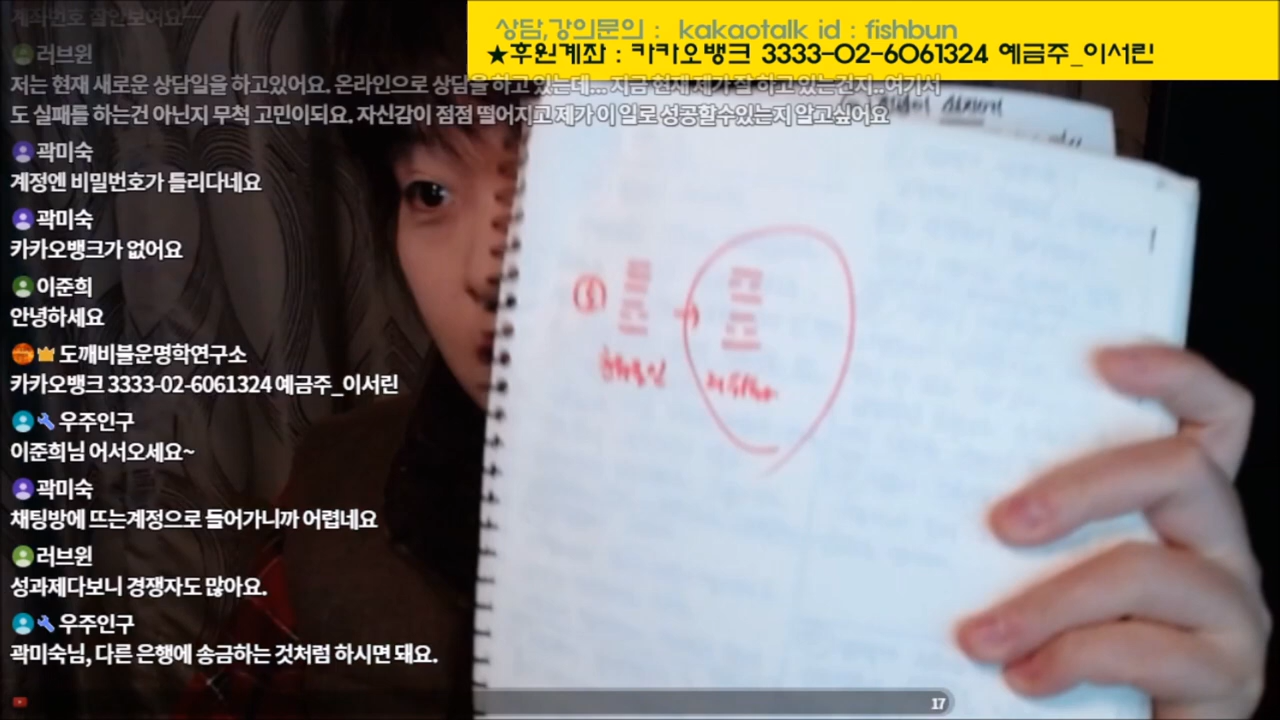 계좌번호 잘안보여요~~
상담,강의문의 : kakaotalk id : fishbun
★후원계좌 : 카카오뱅크 3333-02-6061324 예금주_이서린
러브윈
저는 현재 새로운 상담일을 하고있어요. 온라인으로 상담을 하고 있는데... 지금 현재 제가 잘 하고 있는건지..여기서
도 실패를 하는건 아닌지 무척 고민이되요. 자신감이 점점 떨어지고 제가 이 일로 성공할수있는지 알고싶어요
곽미숙
계정엔 비밀번호가 틀리다네요
곽미숙
카카오뱅크가 없어요
이준희
안녕하세요
도깨비불운명학연구소
카카오뱅크 3333-02-6061324 예금주_이서린
우주인구
이준희님 어서오세요~
곽미숙
채팅방에 뜨는계정으로 들어가니까 어렵네요
러브윈
성과제다보니 경쟁자도 많아요.
우주인구
곽미숙님, 다른 은행에 송금하는 것처럼 하시면 돼요.
17